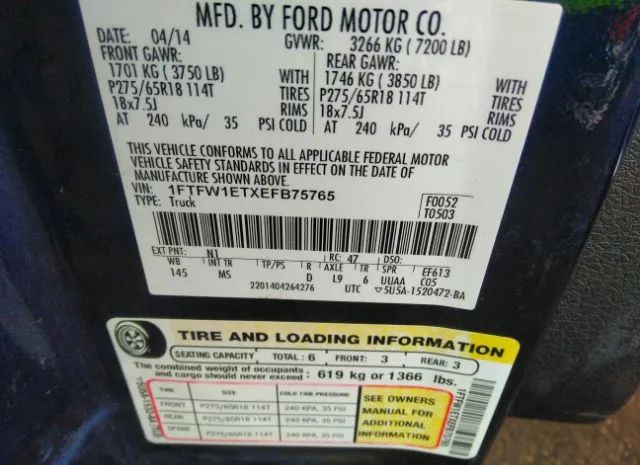 MFD. BY FORD MOTOR CO.
DATE: 04/14 GVWR: 3266 KG ( 7200 LB)
FRONT GAWR: REAR GAWR:
1701 KG ( 3750 LB) WITH 1746 KG ( 3850 LB) WITH
P275/65R18 114T TIRES P275/65R18 114T TIRES
18x7.5J RIMS 18x7.5J RIMS
AT 240 kPa/ 35 PSI COLD AT 240 kPa/ 35 PSI COLD
THIS VEHICLE CONFORMS TO ALL APPLICABLE FEDERAL MOTOR
VEHICLE SAFETY STANDARDS IN EFFECT ON THE DATE OF
MANUFACTURE SHOWN ABOVE.
VIN: 1FTFW1ETXEFB75765 F0052
TYPE: Truck T0503
EXT PNT: N1 RC: 47 DSO:
WB INT TR TP/PS R AXLE TR SPR EF613
145 MS D L9 6 UUAA C05
2201404264276 UTC 5U5A-1520472-BA
TIRE AND LOADING INFORMATION
SEATING CAPACITY TOTAL : 6 FRONT: 3 REAR: 3
The combined weight of occupants
and cargo should never exceed : 619 kg or 1366 lbs.
TIRE SIZE COLD TIRE PRESSURE
FRONT P275/65R18 114T 240 KPA, 35 PSI
REAR P275/65R18 114T 240 KPA, 35 PSI
SPARE P275/65R18 114T 240 KPA, 35 PSI
SEE OWNERS
MANUAL FOR
ADDITIONAL
INFORMATION